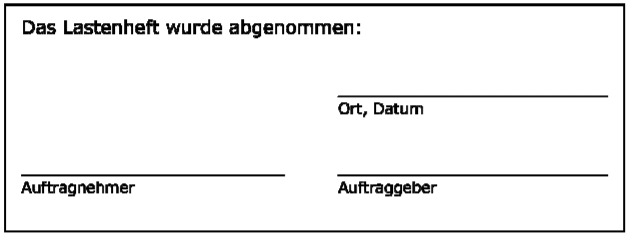 Das Lastenheft wurde abgenommen:
Ort, Datum
Auftragnehmer
Auftraggeber